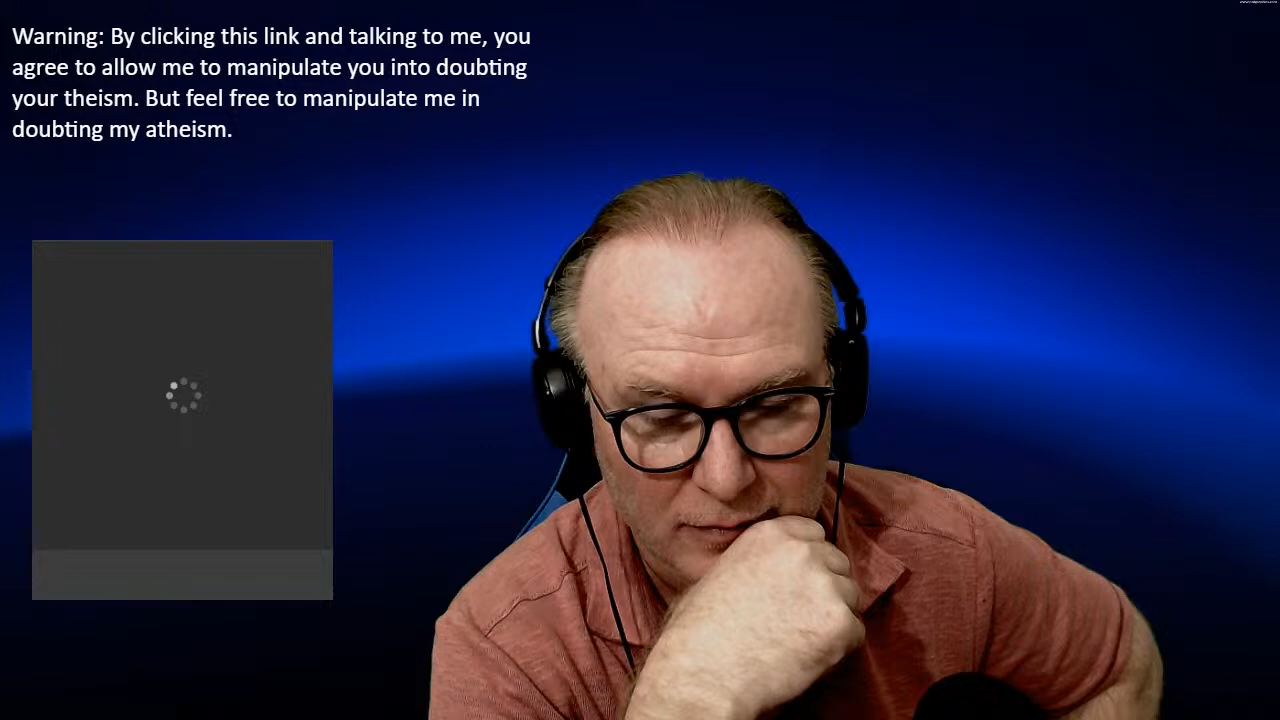 Warning: By clicking this link and talking to me, you
agree to allow me to manipulate you into doubting
your theism. But feel free to manipulate me in
doubting my atheism.